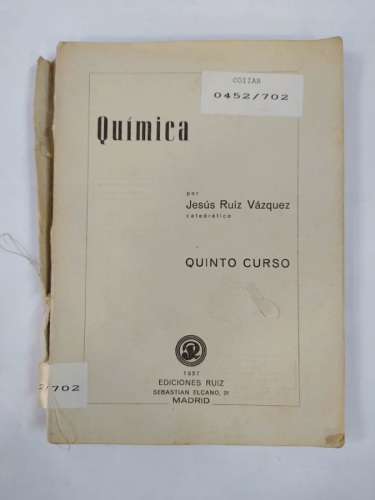 COIIAR
0452/702
Química
por
Jesús Ruiz Vázquez
catedrático
QUINTO CURSO
1957
EDICIONES RUIZ
SEBASTIAN ELCANO, 31
MADRID
2/702